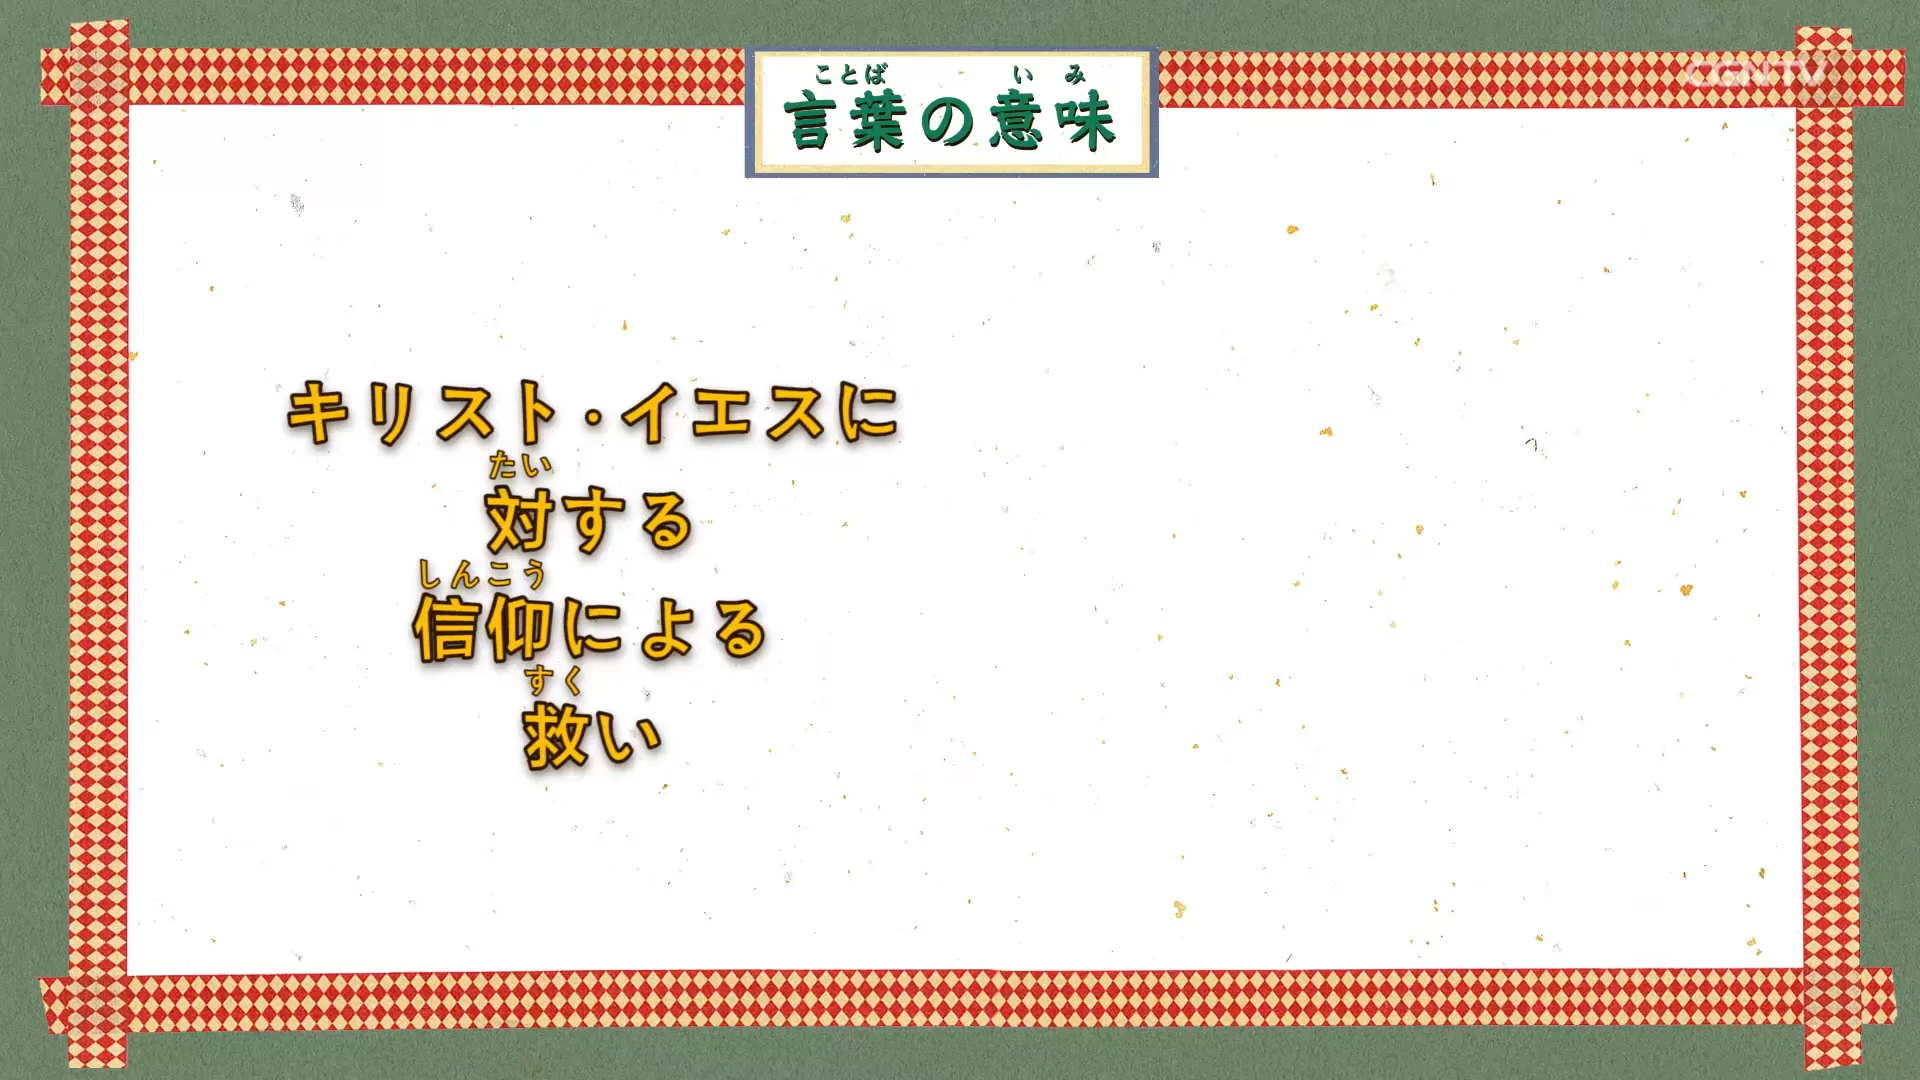 ことば い み
言葉の意味
CGNTV
キリスト・イエスに
たい
対する
しんこう
信仰による
すく
救い